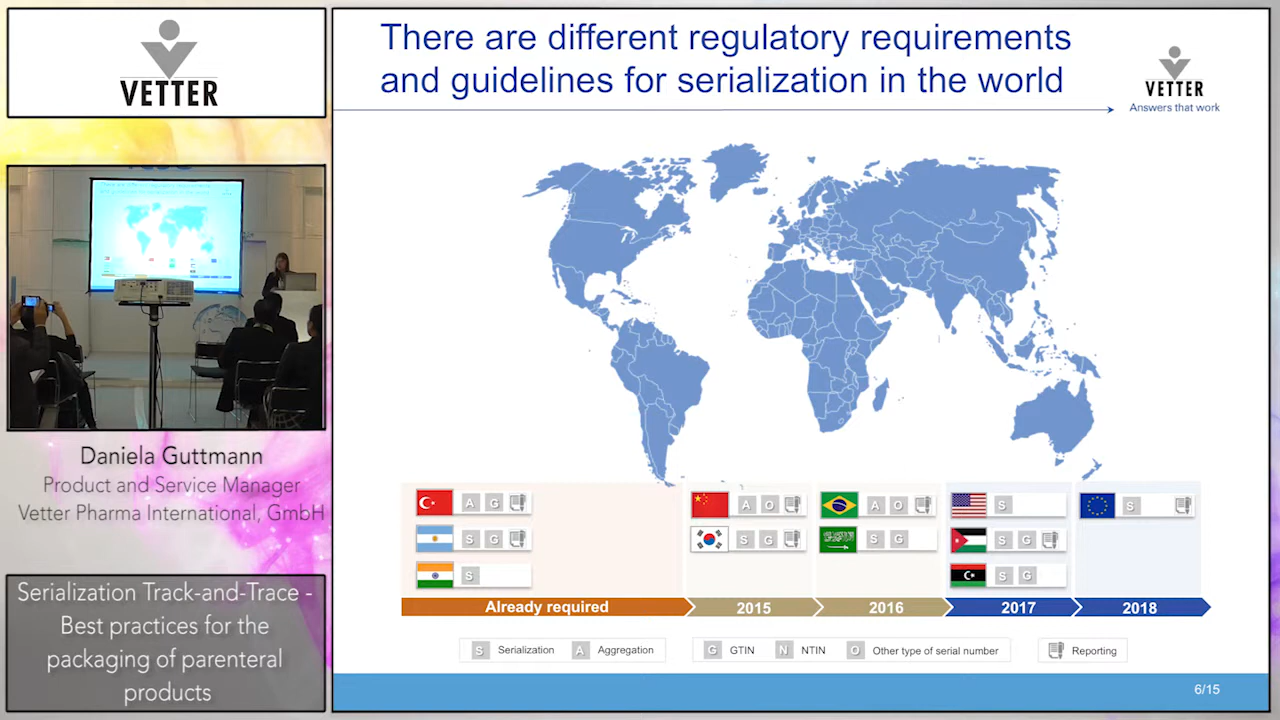 VETTER
Daniela Guttmann
Product and Service Manager
Vetter Pharma International, GmbH
Serialization Track-and-Trace -
Best practices for the
packaging of parenteral
products
There are different regulatory requirements
and guidelines for serialization in the world
VETTER
Answers that work
A G
S G
S
A O
S G
A O
S G
S
S G
S G
S
Already required
2015
2016
2017
2018
S Serialization A Aggregation
G GTIN N NTIN O Other type of serial number
Reporting
6/15